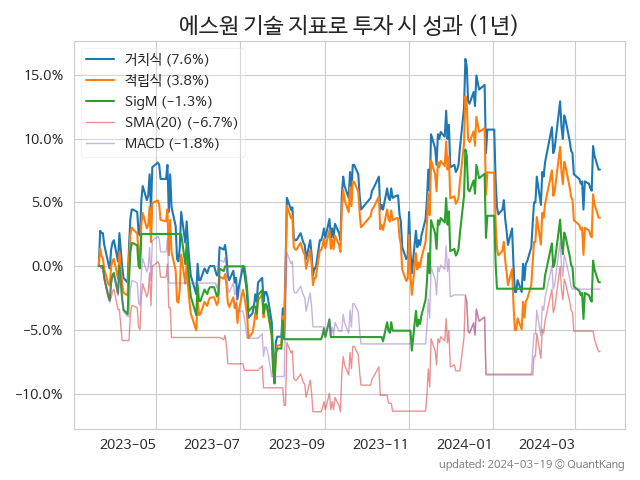 에스원 기술 지표로 투자 시 성과 (1년)
거치식 (7.6%)
적립식 (3.8%)
SigM (−1.3%)
SMA(20) (−6.7%)
MACD (−1.8%)
15.0%
10.0%
5.0%
0.0%
−5.0%
−10.0%
2023-05 2023-07 2023-09 2023-11 2024-01 2024-03
updated: 2024-03-19 © QuantKang